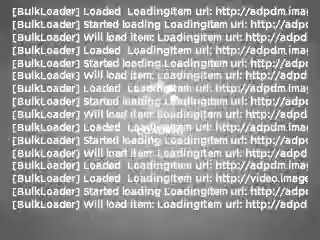 [BulkLoader] Loaded LoadingItem url: http://adpdm.ima
[BulkLoader] Started loading LoadingItem url: http://adpd
[BulkLoader] Will load item: LoadingItem url: http://adpd
[BulkLoader] Loaded LoadingItem url: http://adpdm.ima
[BulkLoader] Started loading LoadingItem url: http://adpd
[BulkLoader] Will load item: LoadingItem url: http://adpd
[BulkLoader] Loaded LoadingItem url: http://adpdm.ima
[BulkLoader] Started loading LoadingItem url: http://adpd
[BulkLoader] Will load item: LoadingItem url: http://adpd
[BulkLoader] Loaded LoadingItem url: http://adpdm.ima
[BulkLoader] Started loading LoadingItem url: http://adpd
[BulkLoader] Will load item: LoadingItem url: http://adpd
[BulkLoader] Loaded LoadingItem url: http://adpdm.ima
[BulkLoader] Loaded LoadingItem url: http://video.image
[BulkLoader] Started loading LoadingItem url: http://adpd
[BulkLoader] Will load item: LoadingItem url: http://adpd